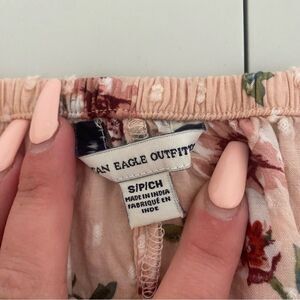 AN EAGLE OUTFITT
S/P/CH
MADE IN INDIA
FABRIQUÉ EN
INDE